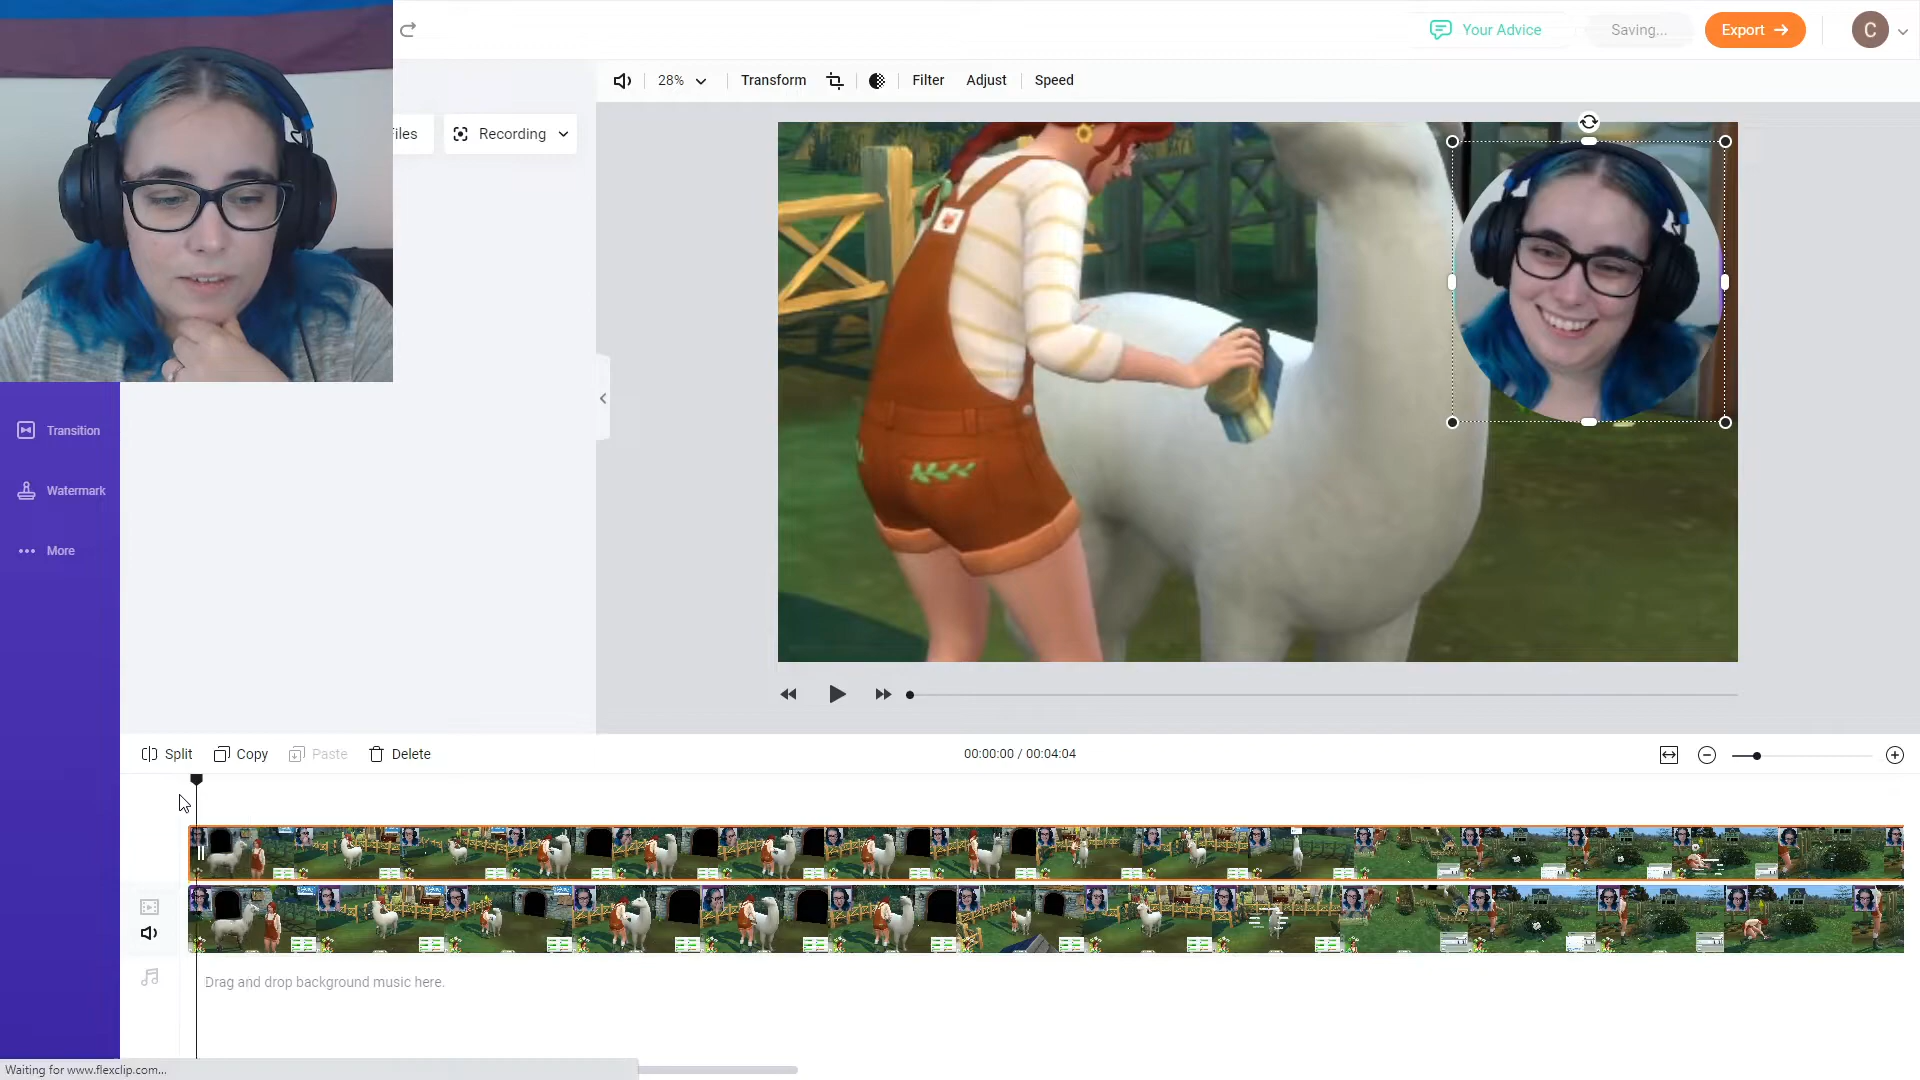 Your Advice
Saving...
Export
C
28%
Transform
Filter
Adjust
Speed
Recording
Transition
Watermark
More
Split
Copy
Paste
Delete
00:00:00 / 00:04:04
Drag and drop background music here.
Waiting for www.flexclip.com...